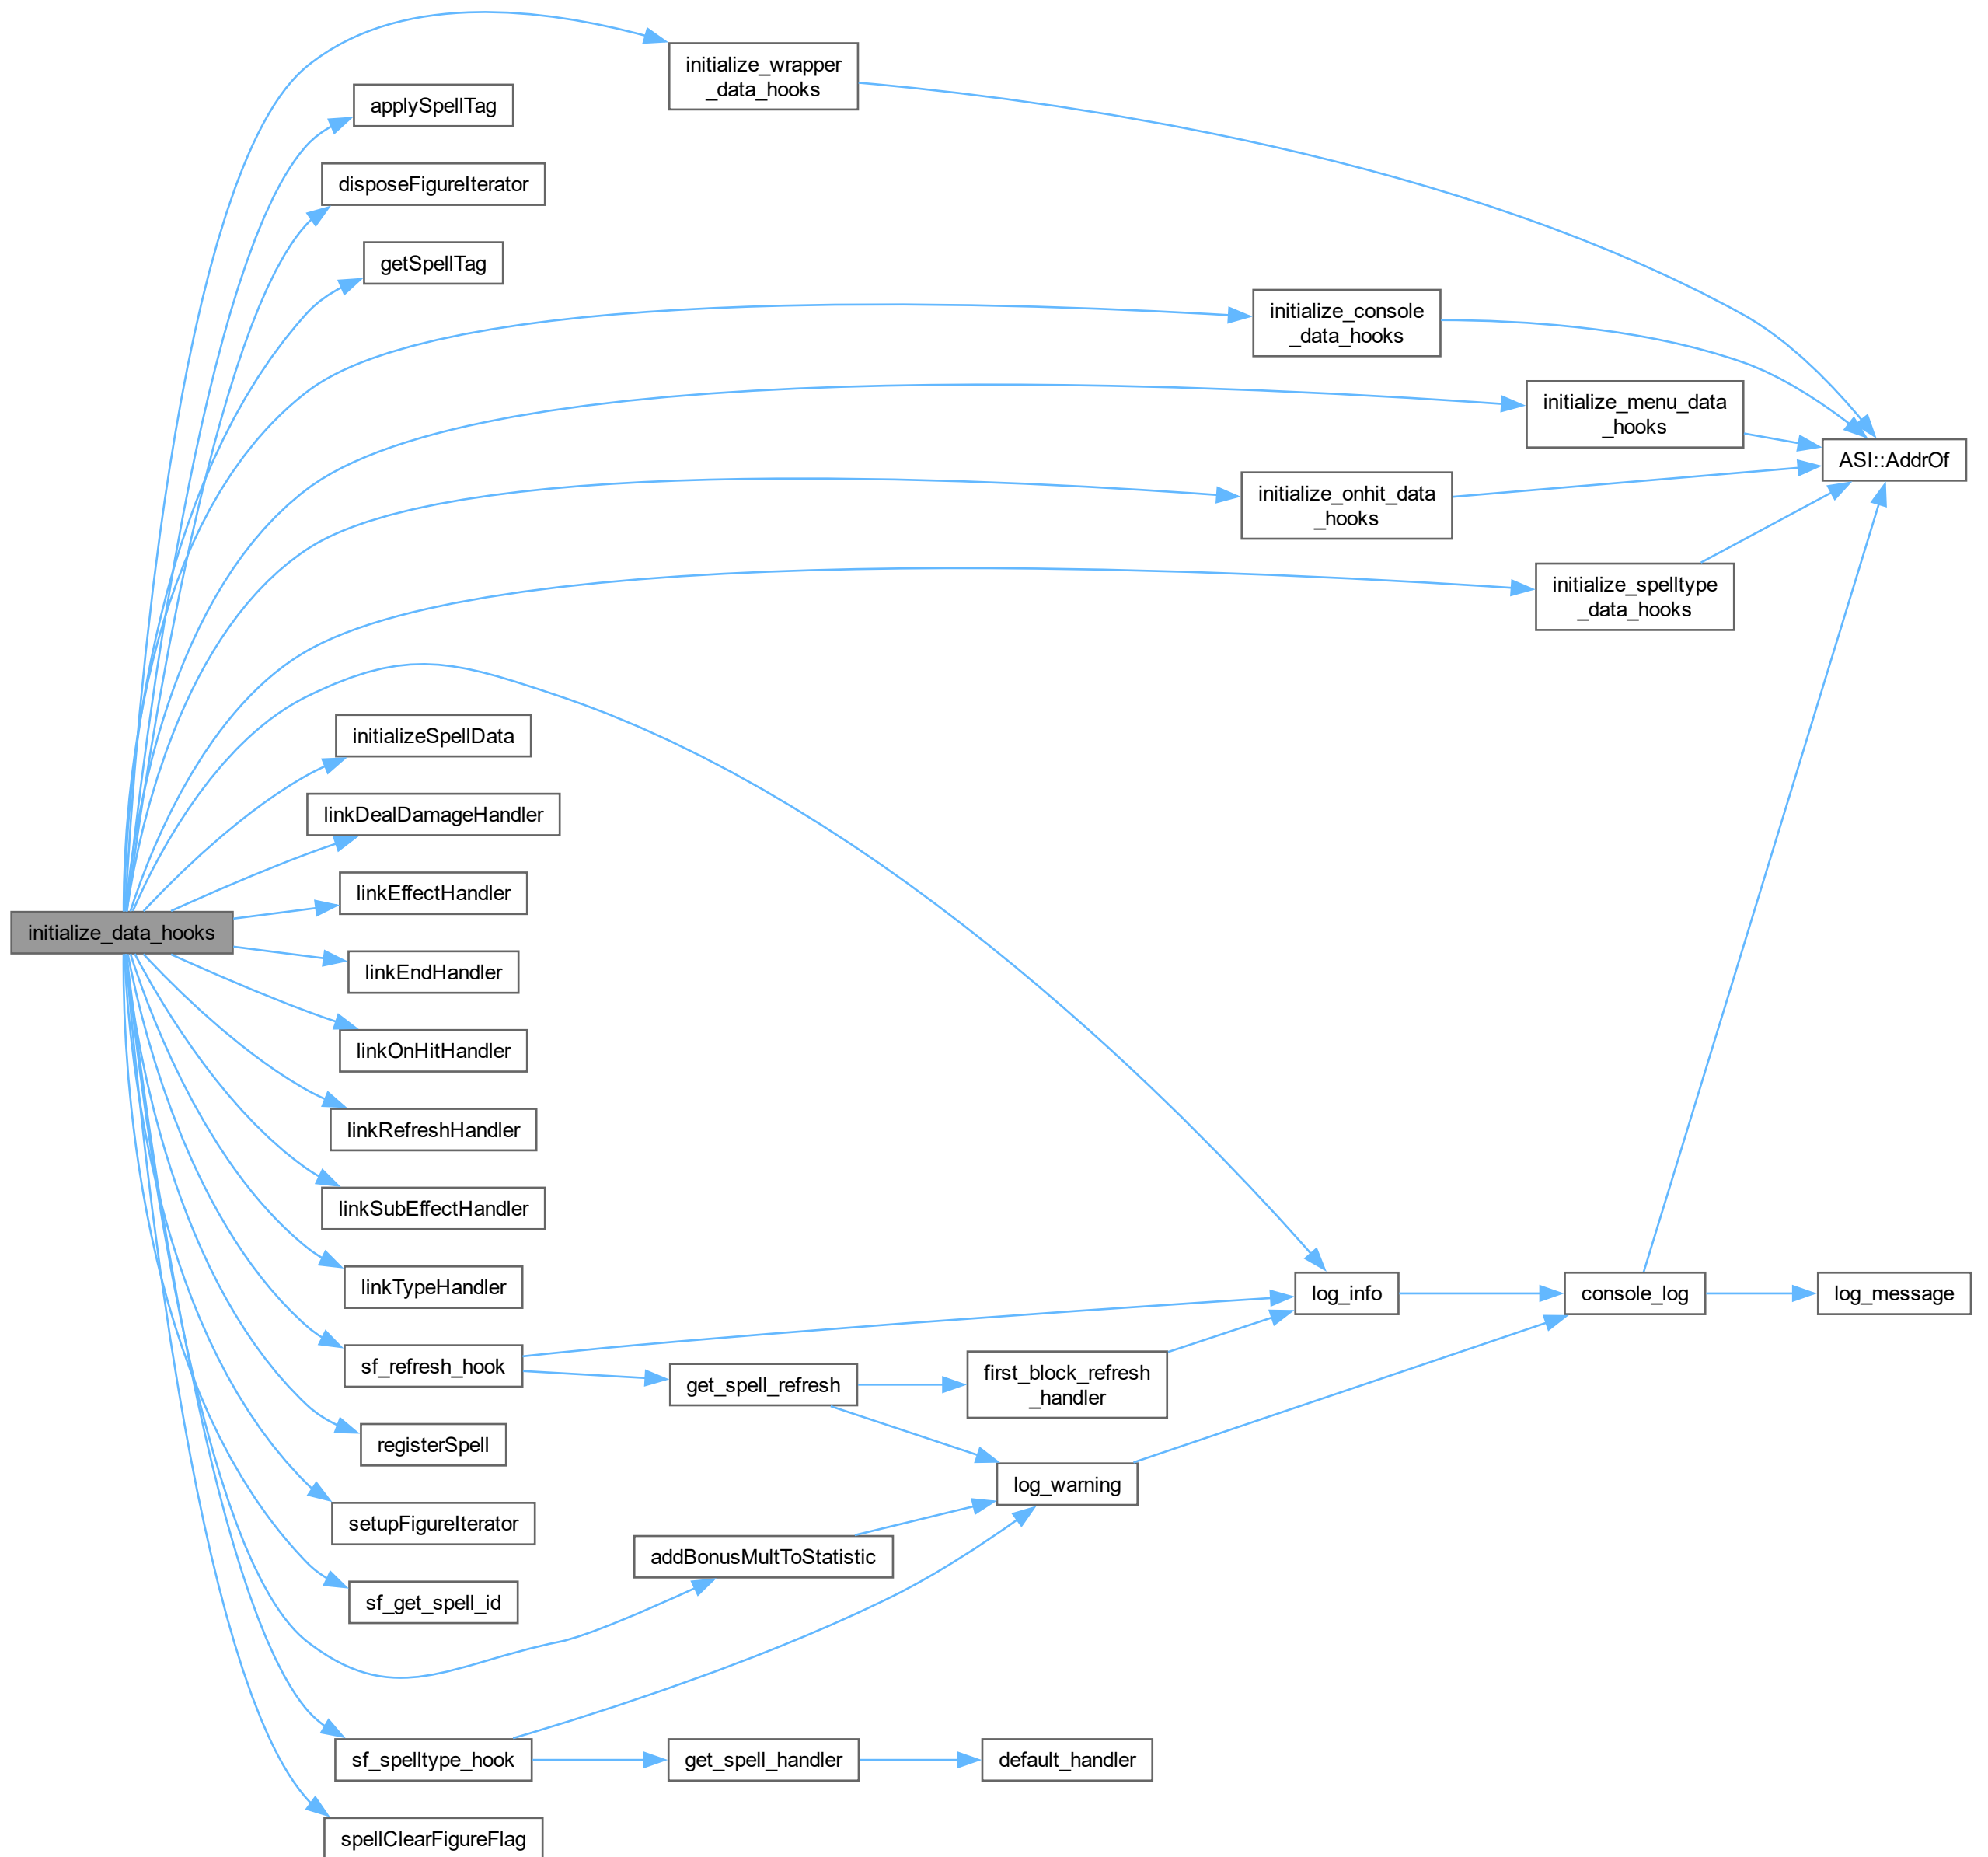 initialize_wrapper
_data_hooks
applySpellTag
disposeFigureIterator
getSpellTag
initialize_console
_data_hooks
initialize_menu_data
_hooks
ASI::AddrOf
initialize_onhit_data
_hooks
initialize_spelltype
_data_hooks
initializeSpellData
linkDealDamageHandler
linkEffectHandler
initialize_data_hooks
linkEndHandler
linkOnHitHandler
linkRefreshHandler
linkSubEffectHandler
linkTypeHandler
log_info
console_log
log_message
sf_refresh_hook
get_spell_refresh
first_block_refresh
_handler
registerSpell
log_warning
setupFigureIterator
addBonusMultToStatistic
sf_get_spell_id
sf_spelltype_hook
get_spell_handler
default_handler
spellClearFigureFlag